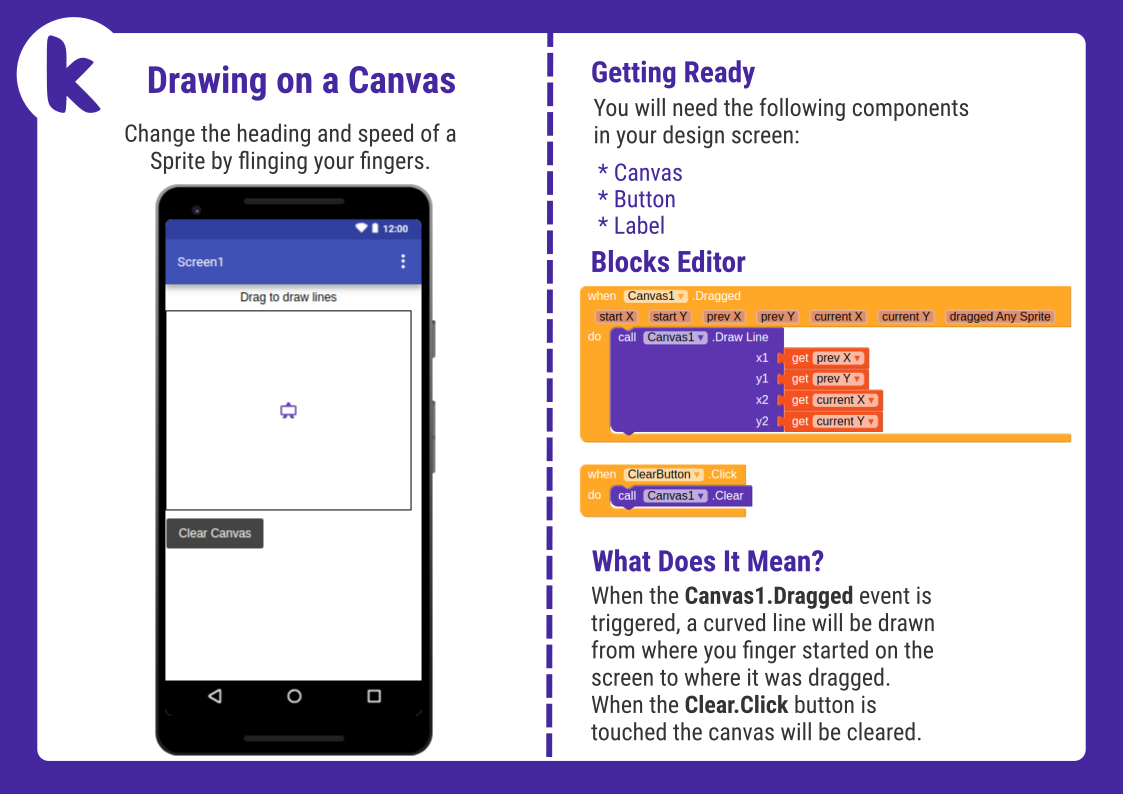 k
Drawing on a Canvas
Change the heading and speed of a
Sprite by flinging your fingers.
12:00
Screen1
Drag to draw lines
Clear Canvas
Getting Ready
You will need the following components
in your design screen:
* Canvas
* Button
* Label
Blocks Editor
when Canvas1 .Dragged
start X start Y prev X prev Y current X current Y dragged Any Sprite
do call Canvas1 .Draw Line
x1 get prev X
y1 get prev Y
x2 get current X
y2 get current Y
when ClearButton .Click
do call Canvas1 .Clear
What Does It Mean?
When the Canvas1.Dragged event is
triggered, a curved line will be drawn
from where you finger started on the
screen to where it was dragged.
When the Clear.Click button is
touched the canvas will be cleared.